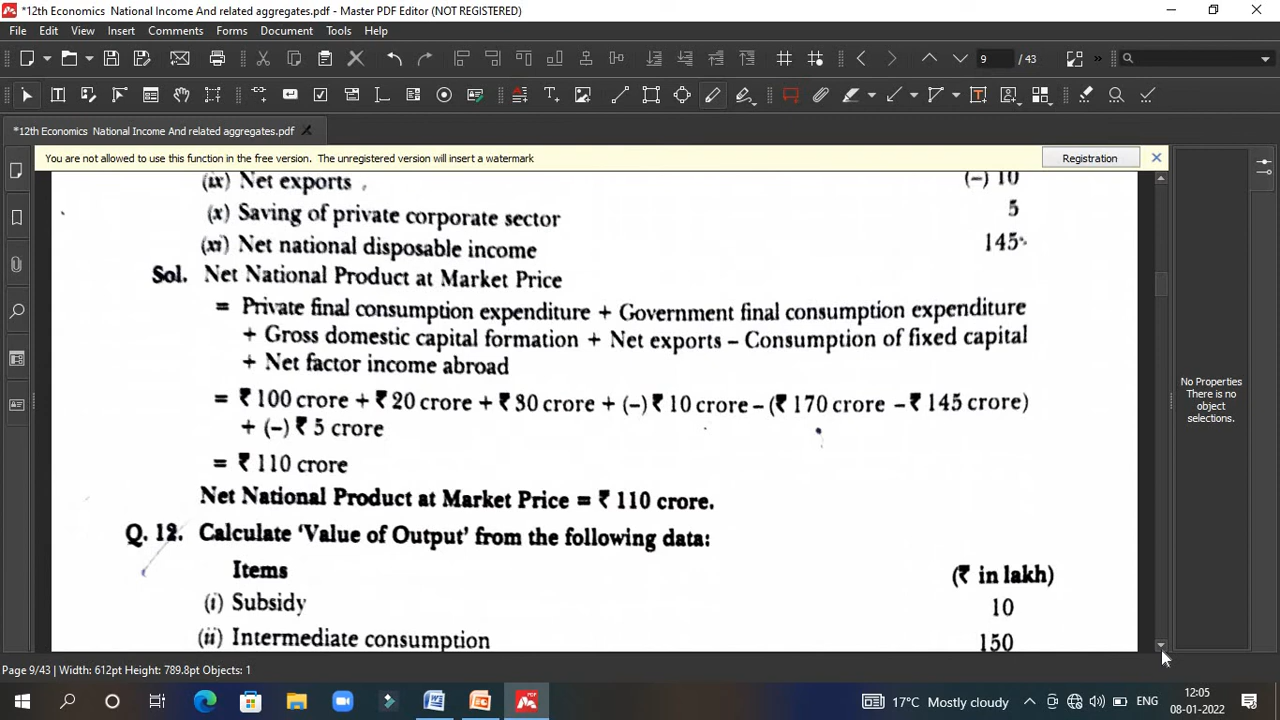 *12th Economics  National Income And related aggregates.pdf - Master PDF Editor (NOT REGISTERED)
File Edit View Insert Comments Forms Document Tools Help
9 / 43
*12th Economics  National Income And related aggregates.pdf
You are not allowed to use this function in the free version.  The unregistered version will insert a watermark
Registration
(ix) Net exports (–) 10
(x) Saving of private corporate sector 5
(xi) Net national disposable income 145
Sol. Net National Product at Market Price
= Private final consumption expenditure + Government final consumption expenditure
+ Gross domestic capital formation + Net exports – Consumption of fixed capital
+ Net factor income abroad
= ₹ 100 crore + ₹ 20 crore + ₹ 30 crore + (–) ₹ 10 crore – (₹ 170 crore – ₹ 145 crore)
+ (–) ₹ 5 crore
= ₹ 110 crore
Net National Product at Market Price = ₹ 110 crore.
Q. 12. Calculate 'Value of Output' from the following data:
Items (₹ in lakh)
(i) Subsidy 10
(ii) Intermediate consumption 150
No Properties
There is no
object
selections.
Page 9/43 | Width: 612pt Height: 789.8pt Objects: 1
17°C Mostly cloudy ENG 12:05
08-01-2022